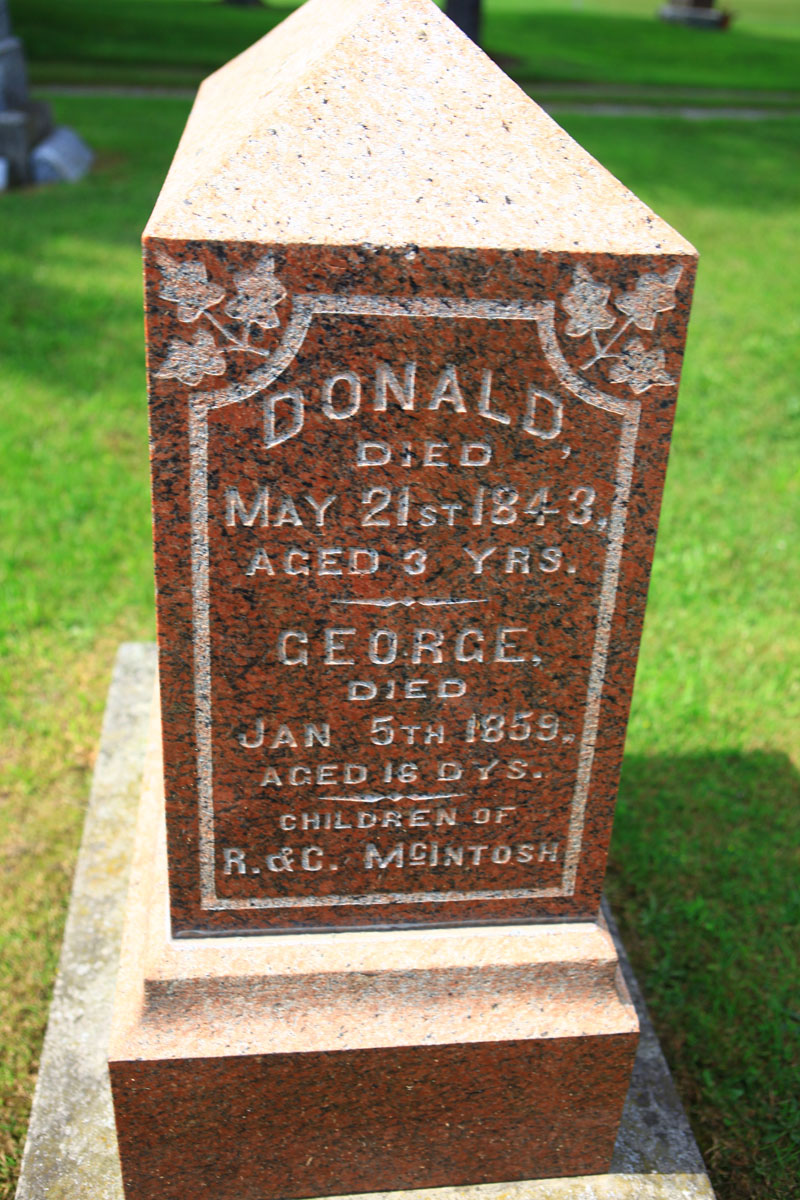 DONALD,
DIED
MAY 21ST 1843,
AGED 3 YRS.
GEORGE,
DIED
JAN 5TH 1859,
AGED 16 DYS.
CHILDREN OF
R. & C. McINTOSH